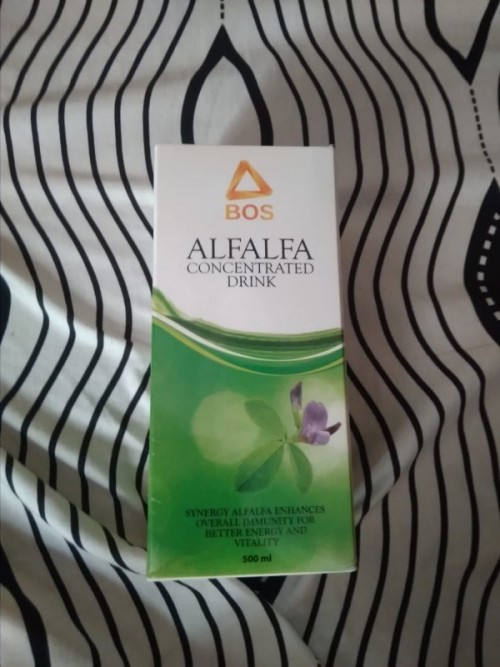 BOS
ALFALFA
CONCENTRATED
DRINK
SYNERGY ALFALFA ENHANCES
OVERALL IMMUNITY FOR
BETTER ENERGY AND
VITALITY
500 ml